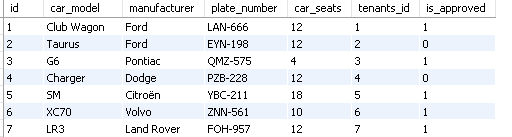 id car_model manufacturer plate_number car_seats tenants_id is_approved
1 Club Wagon Ford LAN-666 12 1 1
2 Taurus Ford EYN-198 12 2 0
3 G6 Pontiac QMZ-575 4 3 1
4 Charger Dodge PZB-228 12 4 0
5 SM Citroën YBC-211 18 5 1
6 XC70 Volvo ZNN-561 10 6 1
7 LR3 Land Rover FOH-957 12 7 1